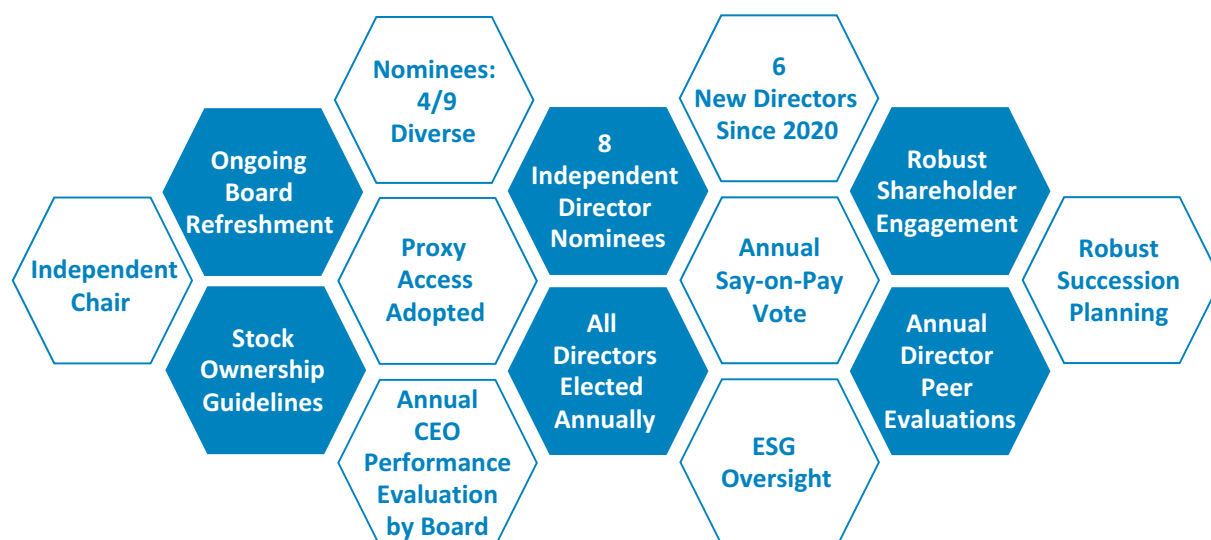 Nominees:
4/9
Diverse
6
New Directors
Since 2020
Ongoing
Board
Refreshment
8
Independent
Director
Nominees
Robust
Shareholder
Engagement
Independent
Chair
Proxy
Access
Adopted
Annual
Say-on-Pay
Vote
Robust
Succession
Planning
Stock
Ownership
Guidelines
All
Directors
Elected
Annually
Annual
Director
Peer
Evaluations
Annual
CEO
Performance
Evaluation
by Board
ESG
Oversight